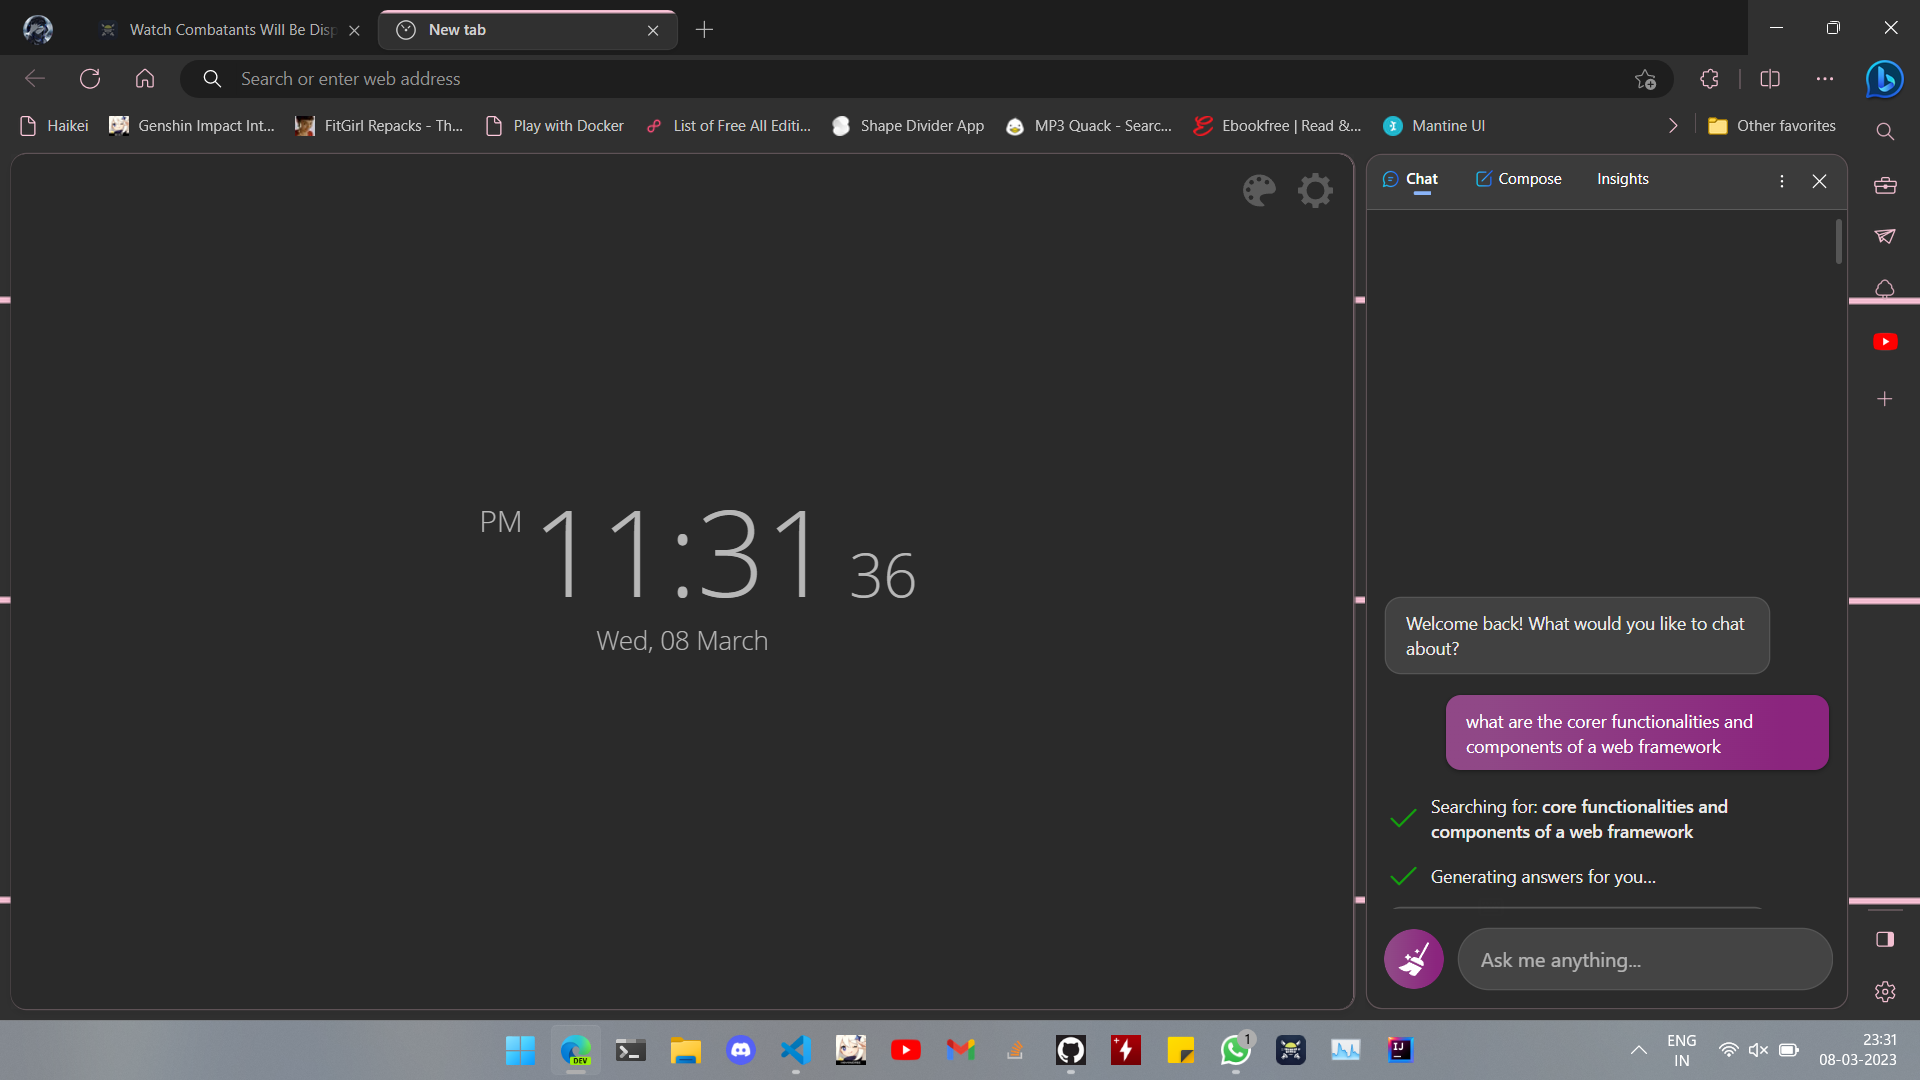 Watch Combatants Will Be Disp
New tab
Search or enter web address
Haikei
Genshin Impact Int...
FitGirl Repacks - Th...
Play with Docker
List of Free All Editi...
Shape Divider App
MP3 Quack - Searc...
Ebookfree | Read &...
Mantine UI
Other favorites
Chat
Compose
Insights
PM 11:31 36
Wed, 08 March
Welcome back! What would you like to chat
about?
what are the corer functionalities and
components of a web framework
Searching for: core functionalities and
components of a web framework
Generating answers for you...
Ask me anything...
DEV
1
IJ
ENG
IN
23:31
08-03-2023